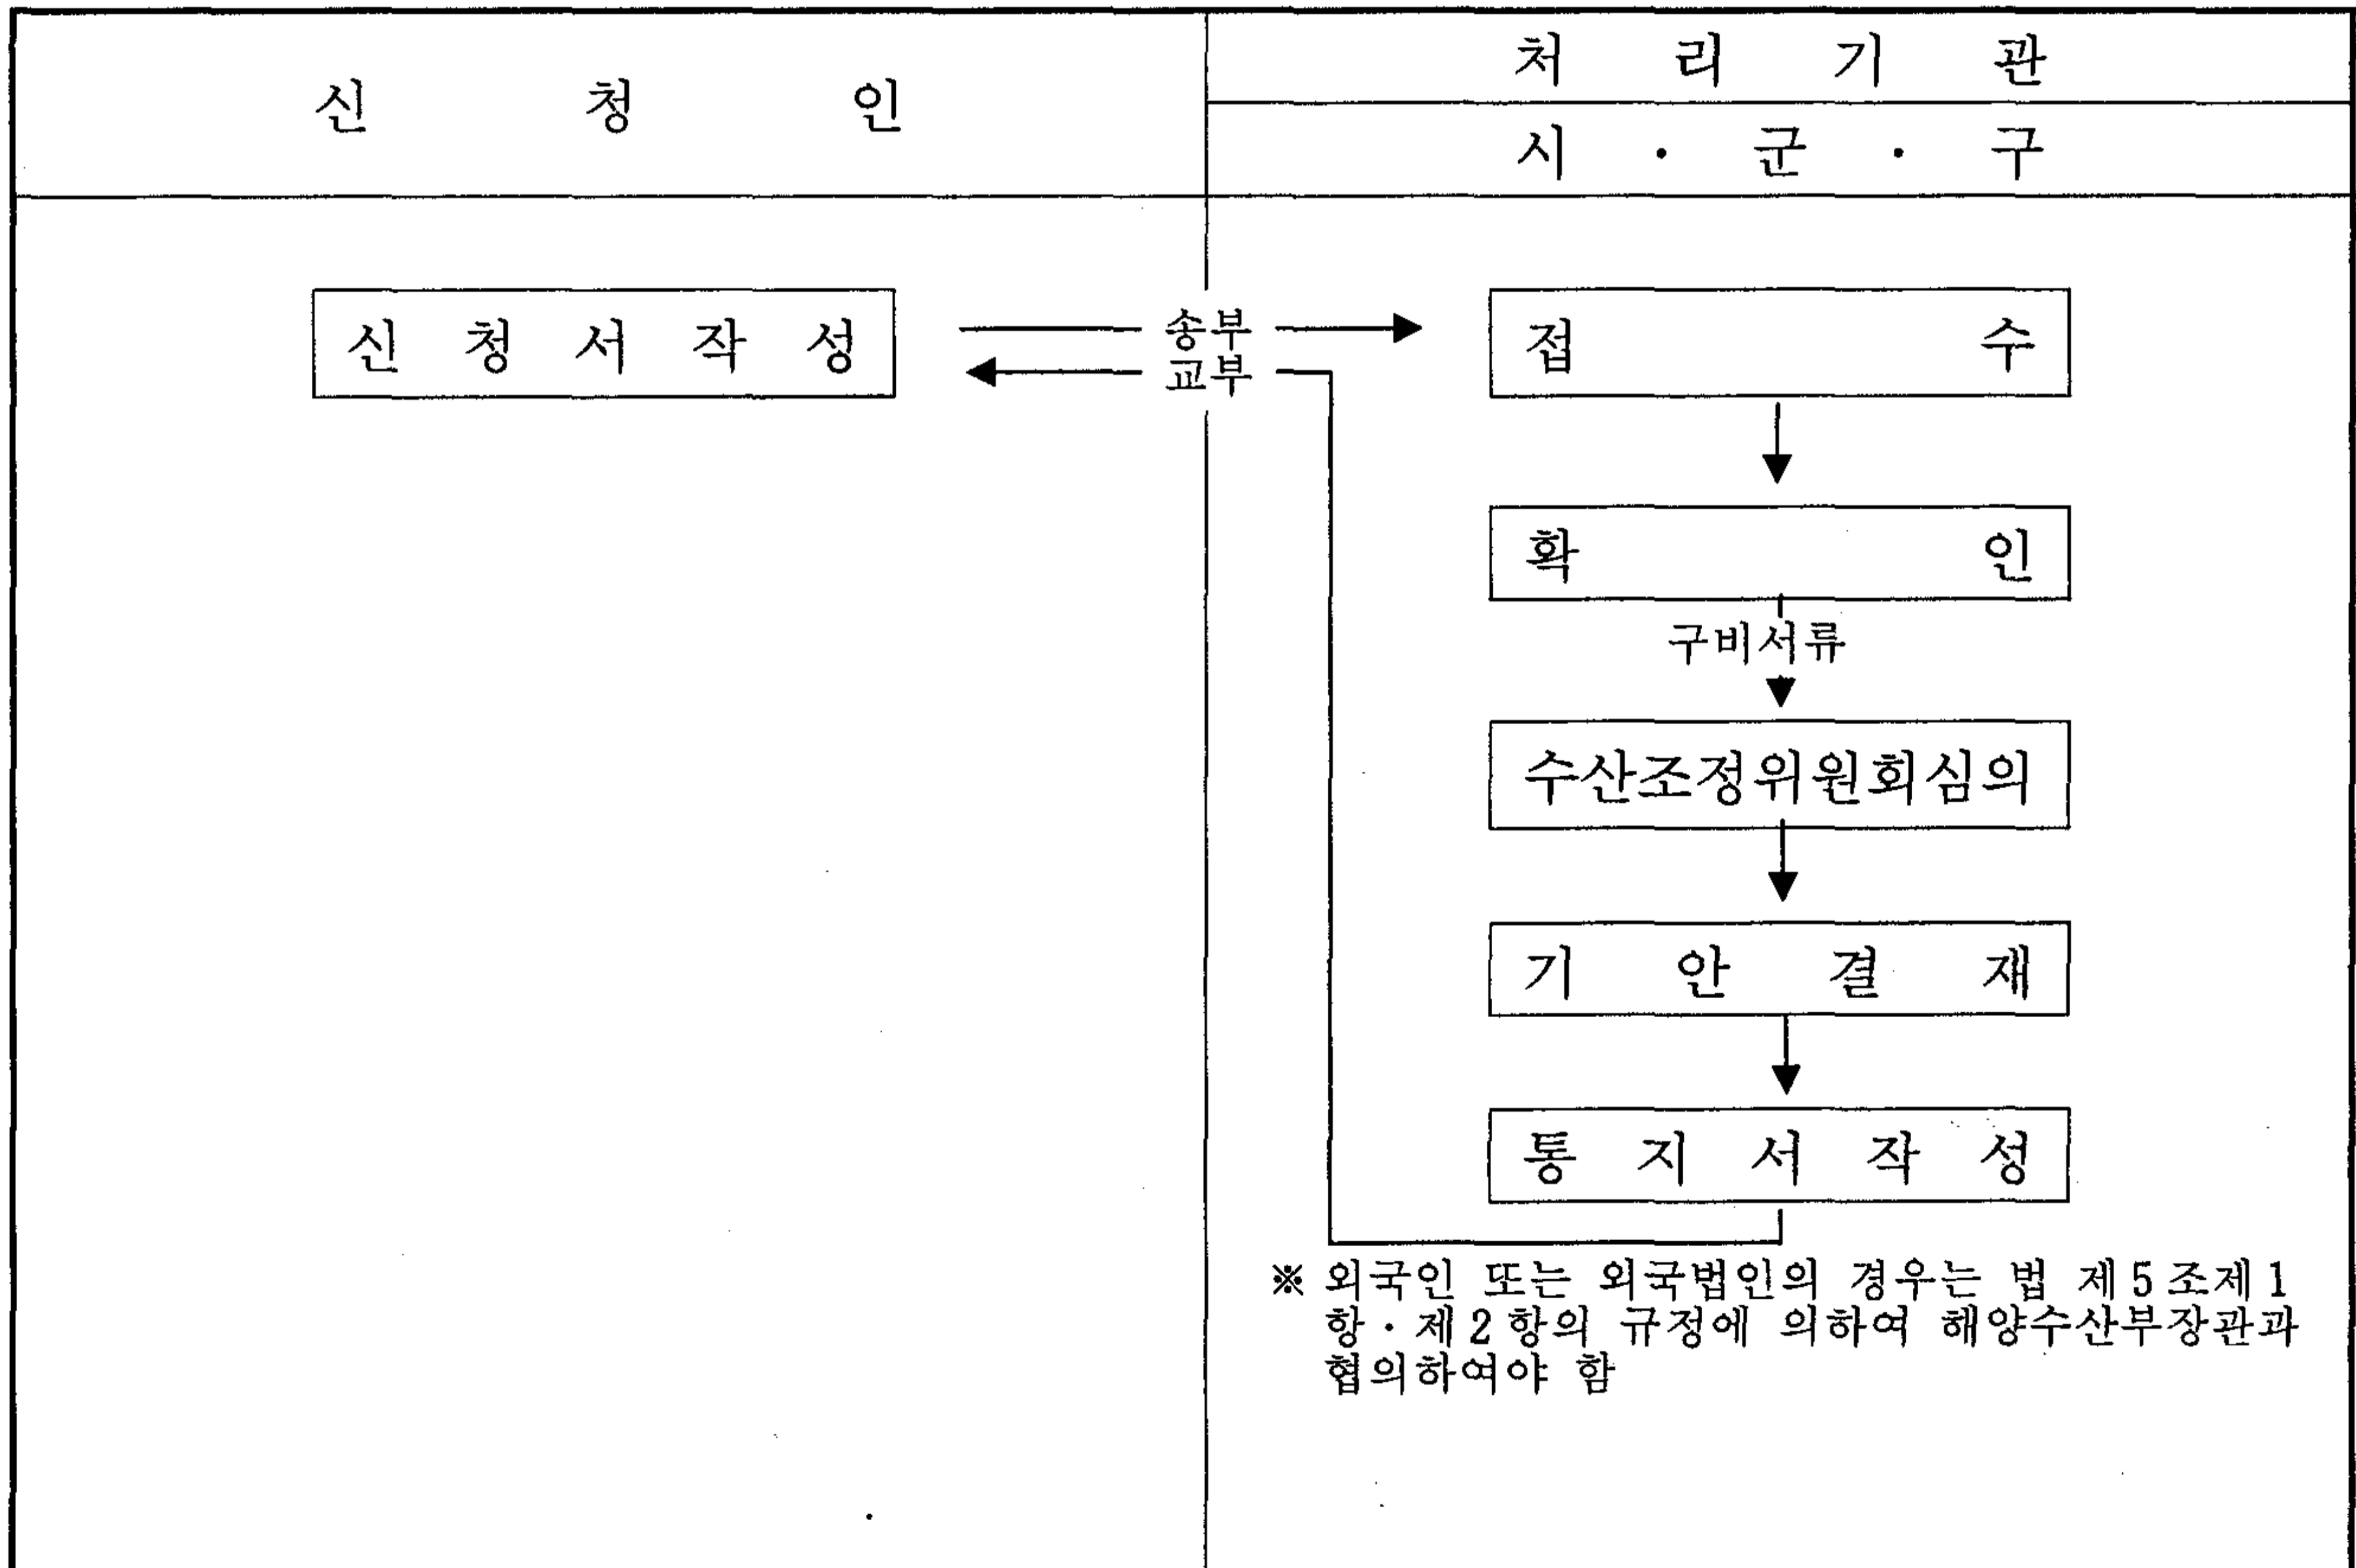 신 청 인
처 리 기 관
시 · 군 · 구
신 청 서 작 성
송부
교부
접 수
확 인
구비서류
수산조정위원회심의
기 안 결 재
통 지 서 작 성
※ 외국인 또는 외국법인의 경우는 법 제5조제1
항·제2항의 규정에 의하여 해양수산부장관과
협의하여야 함